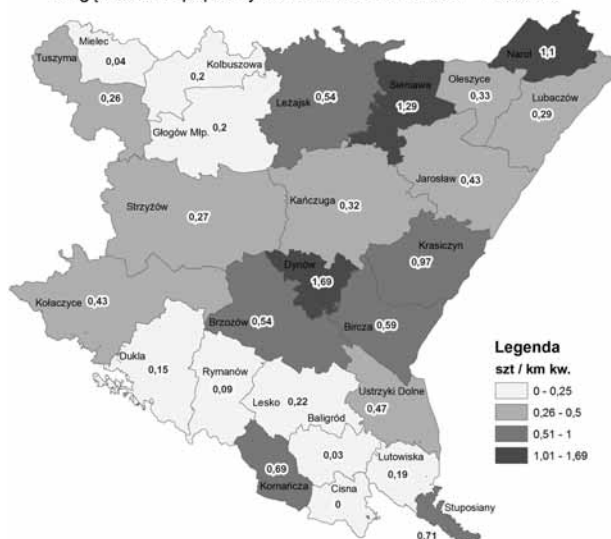 Mielec
0,04
Tuszyma
0,26
Kolbuszowa
0,2
Głogów Młp.
0,2
Leżajsk
0,54
Sieniawa
1,29
Narol
1,1
Oleszyce
0,33
Lubaczów
0,29
Jarosław
0,43
Strzyżów
0,27
Kańczuga
0,32
Krasiczyn
0,97
Dynów
1,69
Kołaczyce
0,43
Brzozów
0,54
Bircza
0,59
Dukla
0,15
Rymanów
0,09
Lesko
0,22
Baligród
0,03
Ustrzyki Dolne
0,47
Lutowiska
0,19
Komańcza
0,69
Cisna
0
Stuposiany
0,71
Legenda
szt / km kw.
0 - 0,25
0,26 - 0,5
0,51 - 1
1,01 - 1,69